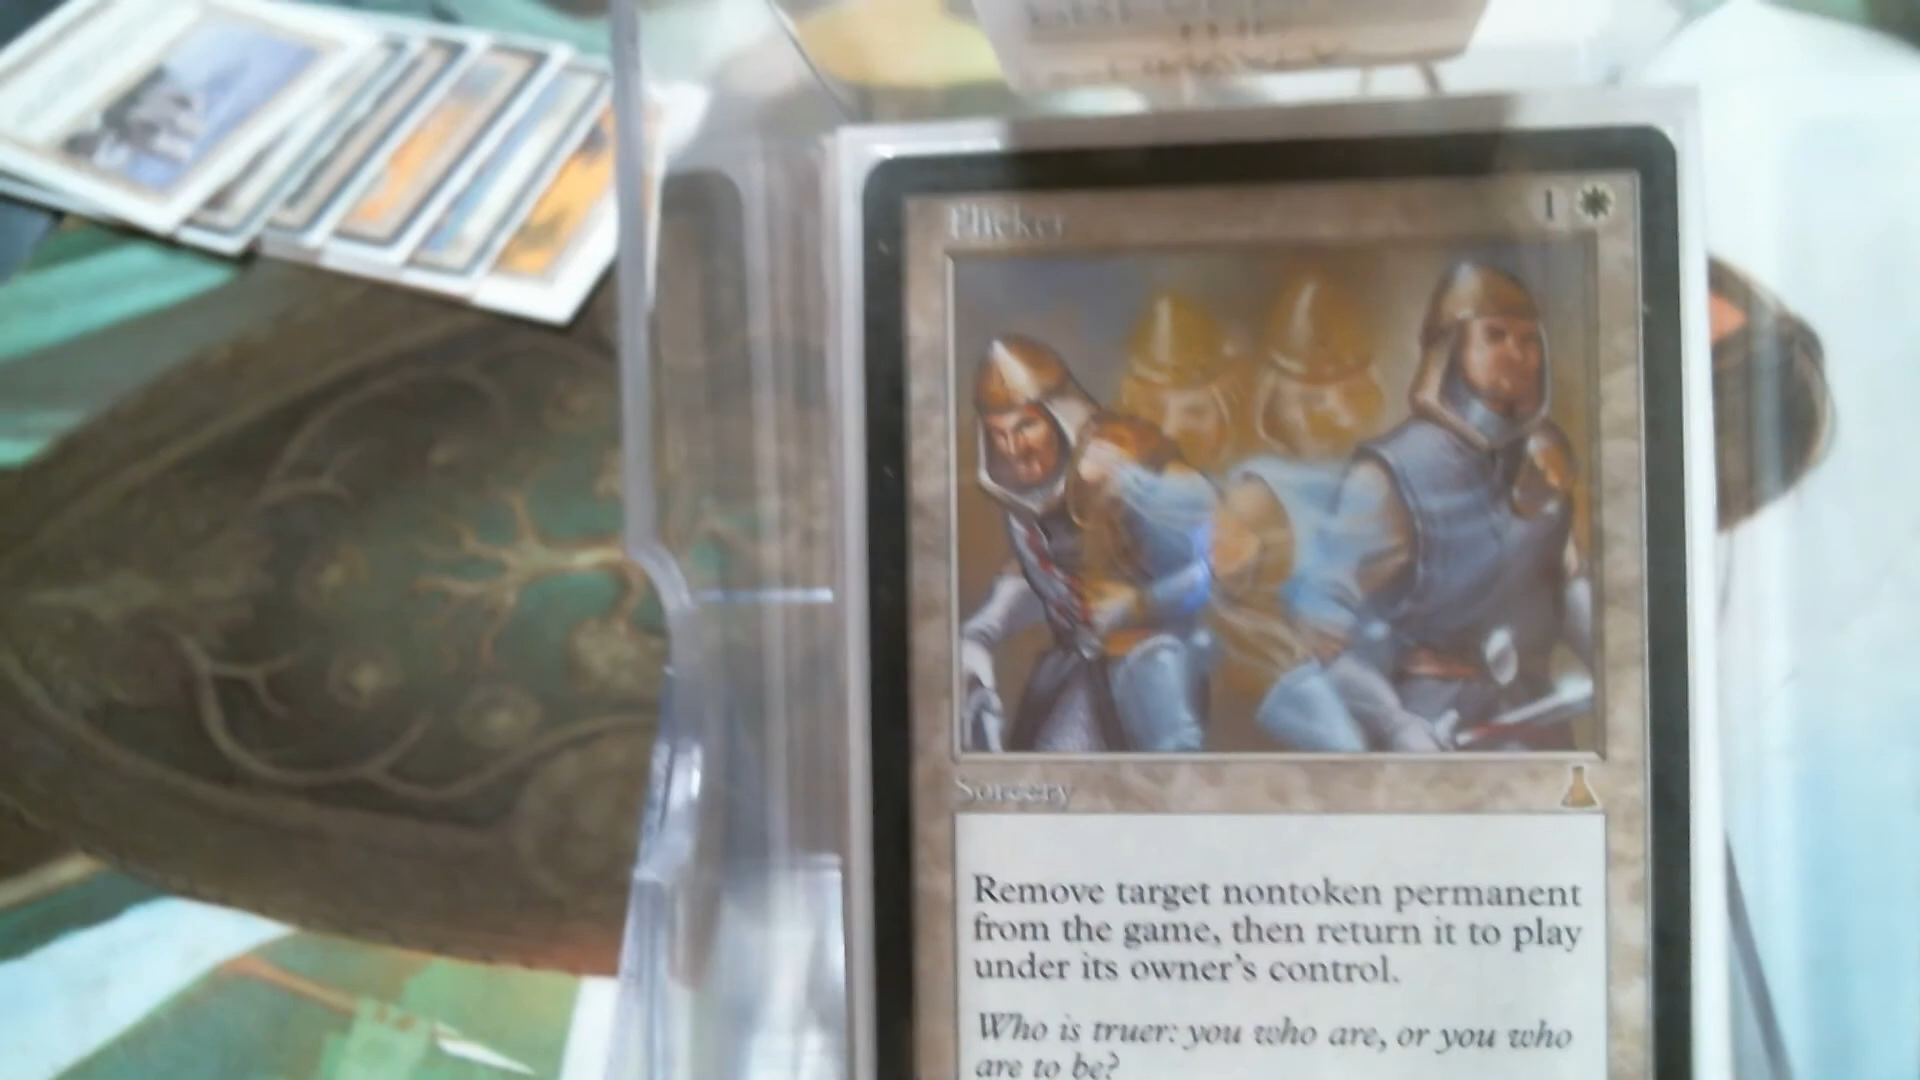 Flicker
1
Sorcery
Remove target nontoken permanent
from the game, then return it to play
under its owner's control.
Who is truer: you who are, or you who
are to be?